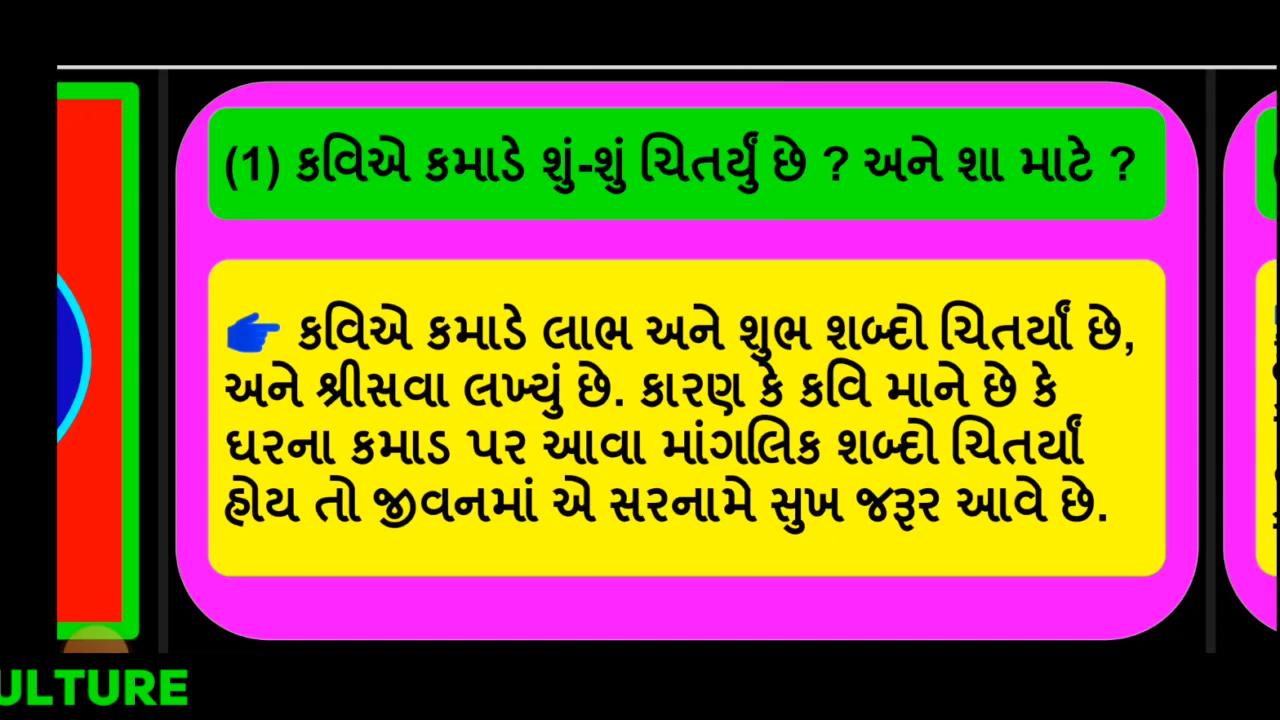 (1) કવિએ કમાડે શું-શું ચિતર્યું છે ? અને શા માટે ?
👉 કવિએ કમાડે લાભ અને શુભ શબ્દો ચિતર્યાં છે,
અને શ્રીસવા લખ્યું છે. કારણ કે કવિ માને છે કે
ઘરના કમાડ પર આવા માંગલિક શબ્દો ચિતર્યાં
હોય તો જીવનમાં એ સરનામે સુખ જરૂર આવે છે.
ULTURE